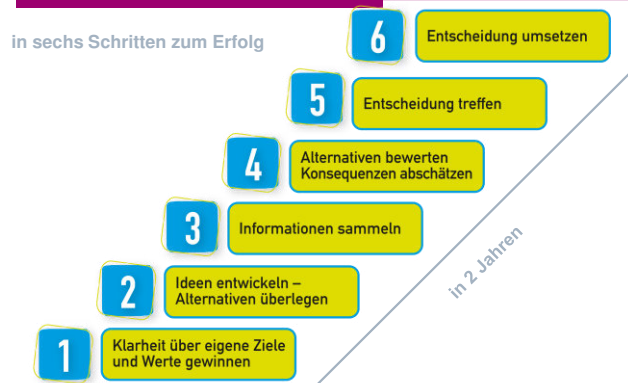 in sechs Schritten zum Erfolg
6
Entscheidung umsetzen
5
Entscheidung treffen
4
Alternativen bewerten
Konsequenzen abschätzen
3
Informationen sammeln
in 2 Jahren
2
Ideen entwickeln –
Alternativen überlegen
1
Klarheit über eigene Ziele
und Werte gewinnen